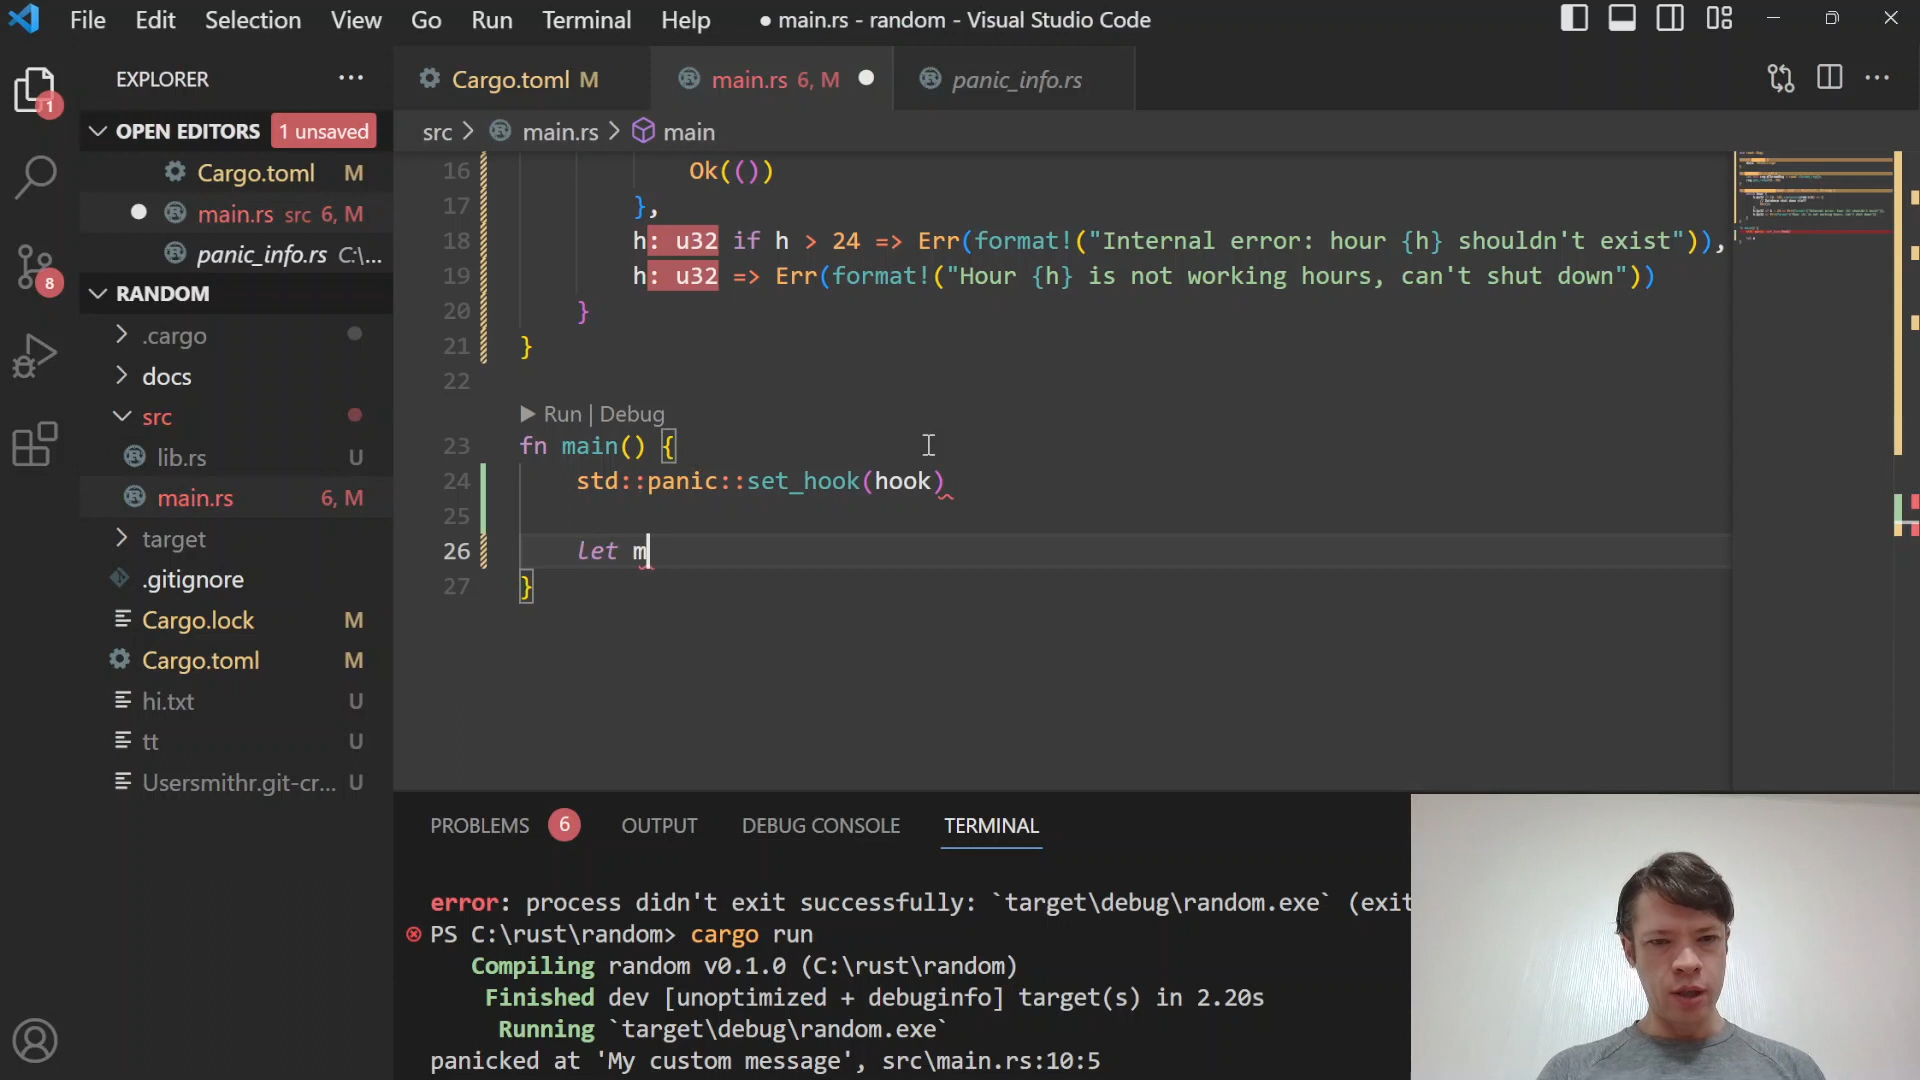 File Edit Selection View Go Run Terminal Help ● main.rs - random - Visual Studio Code
EXPLORER ···
Cargo.toml M
main.rs 6, M
panic_info.rs
OPEN EDITORS 1 unsaved
src > main.rs > main
Cargo.toml M
main.rs src 6, M
panic_info.rs C:\...
1
8
RANDOM
.cargo
docs
src
lib.rs U
main.rs 6, M
target
.gitignore
Cargo.lock M
Cargo.toml M
hi.txt U
tt U
Usersmithr.git-cr... U
16 Ok(())
17 },
18 h: u32 if h > 24 => Err(format!("Internal error: hour {h} shouldn't exist")),
19 h: u32 => Err(format!("Hour {h} is not working hours, can't shut down"))
20 }
21 }
22
Run | Debug
23 fn main() {
24 std::panic::set_hook(hook)
25
26 let m
27 }
PROBLEMS 6 OUTPUT DEBUG CONSOLE TERMINAL
error: process didn't exit successfully: `target\debug\random.exe` (exit
PS C:\rust\random> cargo run
Compiling random v0.1.0 (C:\rust\random)
Finished dev [unoptimized + debuginfo] target(s) in 2.20s
Running `target\debug\random.exe`
panicked at 'My custom message', src\main.rs:10:5